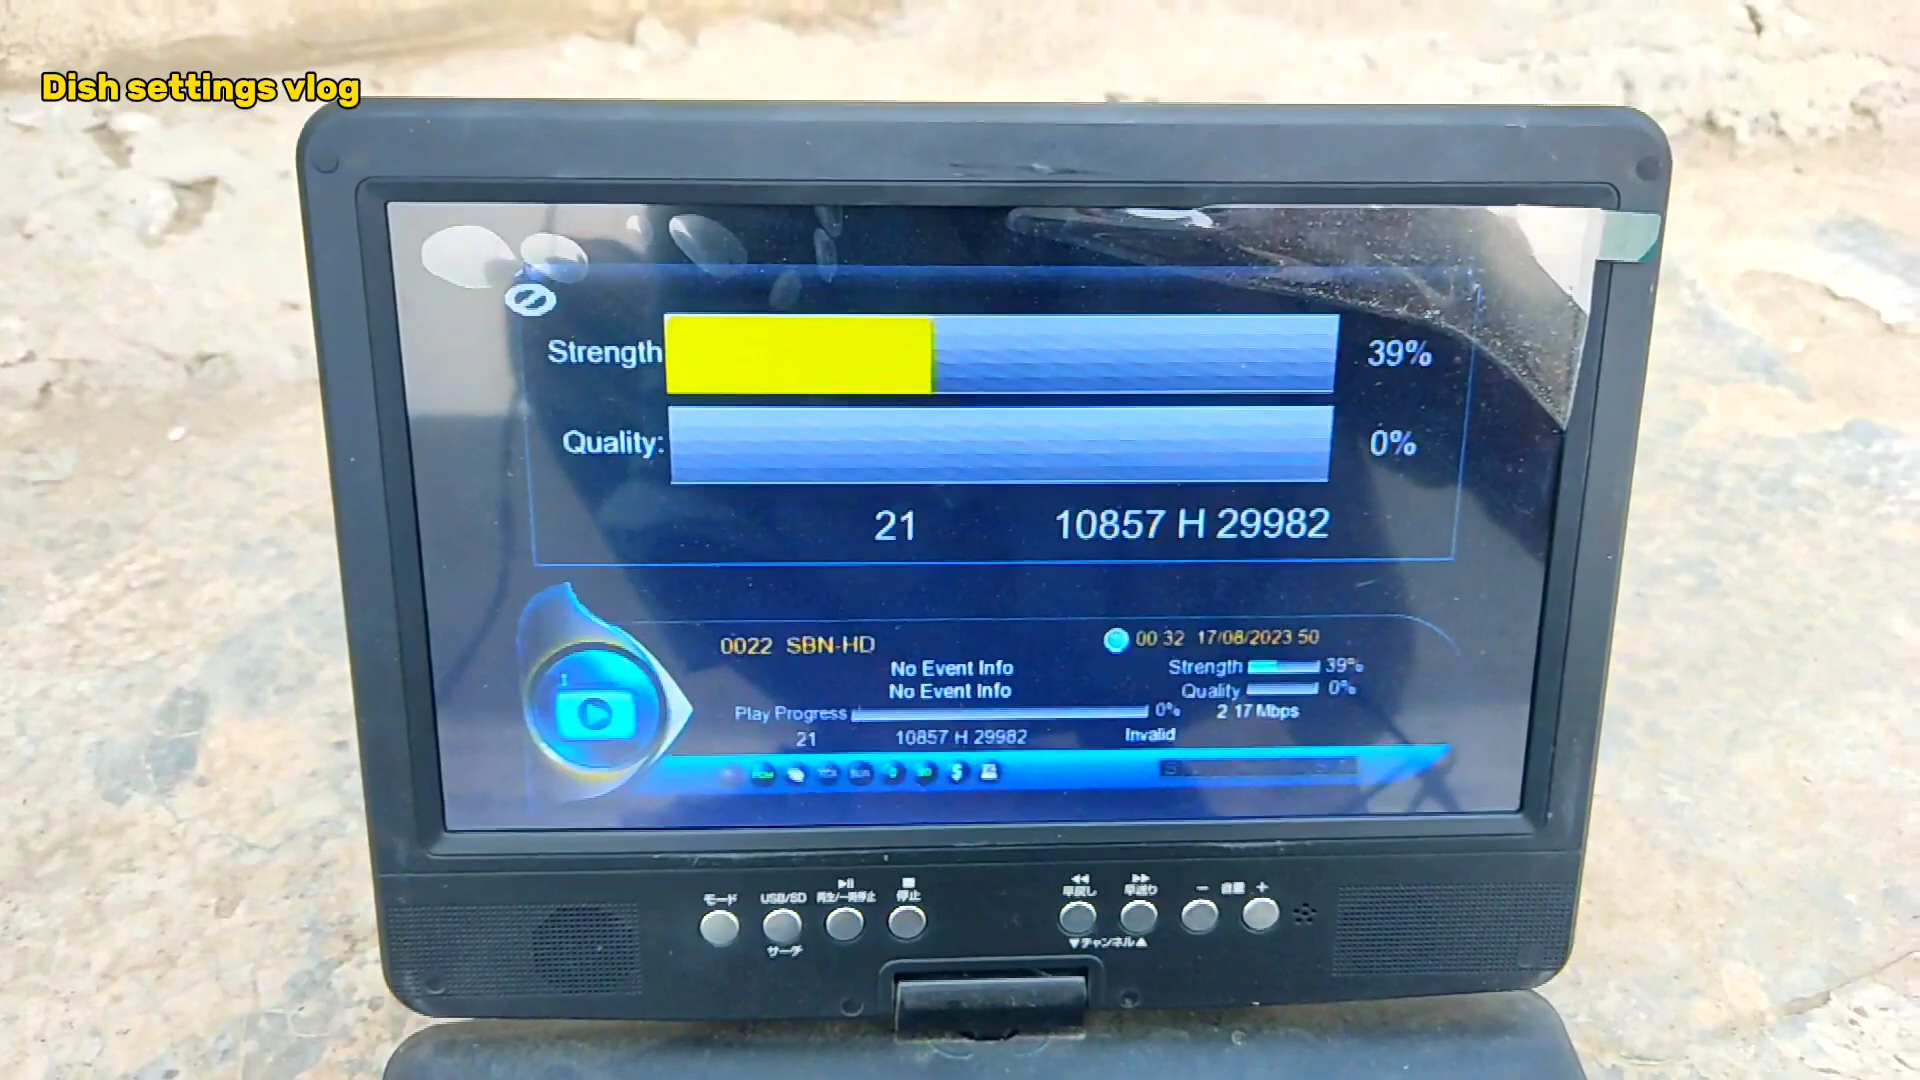 Dish settings vlog
Strength 39%
Quality: 0%
21 10857 H 29982
0022 SBN-HD 00 32 17/08/2023 50
No Event Info Strength 39%
No Event Info Quality 0%
Play Progress 0% 2 17 Mbps
21 10857 H 29982 Invalid
モード USB/SD 再生/一時停止 停止 早戻し 早送り − 音量 +
サーチ ▼チャンネル▲